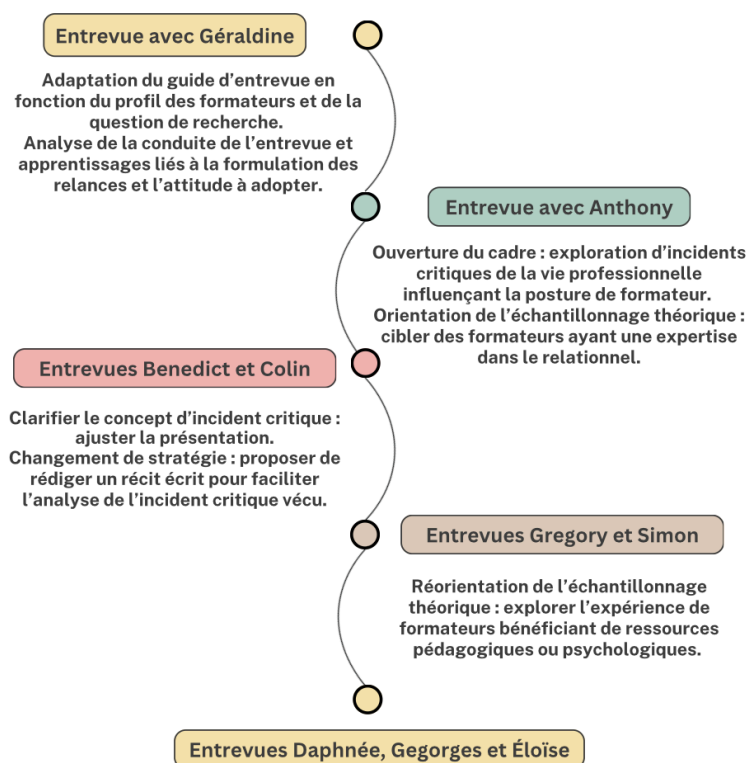 Entrevue avec Géraldine
Adaptation du guide d'entrevue en
fonction du profil des formateurs et de la
question de recherche.
Analyse de la conduite de l'entrevue et
apprentissages liés à la formulation des
relances et l'attitude à adopter.
Entrevue avec Anthony
Ouverture du cadre : exploration d'incidents
critiques de la vie professionnelle
influençant la posture de formateur.
Orientation de l'échantillonnage théorique :
cibler des formateurs ayant une expertise
dans le relationnel.
Entrevues Benedict et Colin
Clarifier le concept d'incident critique :
ajuster la présentation.
Changement de stratégie : proposer de
rédiger un récit écrit pour faciliter
l'analyse de l'incident critique vécu.
Entrevues Gregory et Simon
Réorientation de l'échantillonnage
théorique : explorer l'expérience de
formateurs bénéficiant de ressources
pédagogiques ou psychologiques.
Entrevues Daphnée, Gegorges et Éloïse